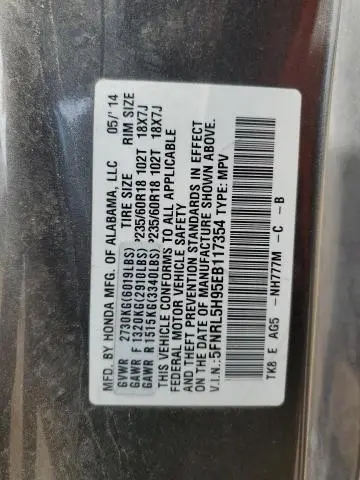 MFD. BY HONDA MFG. OF ALABAMA, LLC 05/'14
TIRE SIZE RIM SIZE
GVWR 2730KG(6019LBS)
GAWR F 1320KG(2910LBS) P235/60R18 102T 18X7J
GAWR R 1515KG(3340LBS) P235/60R18 102T 18X7J
THIS VEHICLE CONFORMS TO ALL APPLICABLE
FEDERAL MOTOR VEHICLE SAFETY
AND THEFT PREVENTION STANDARDS IN EFFECT
ON THE DATE OF MANUFACTURE SHOWN ABOVE.
V.I.N.: 5FNRL5H95EB117354 TYPE: MPV
TK8 E AG5 - NH777M - C - B